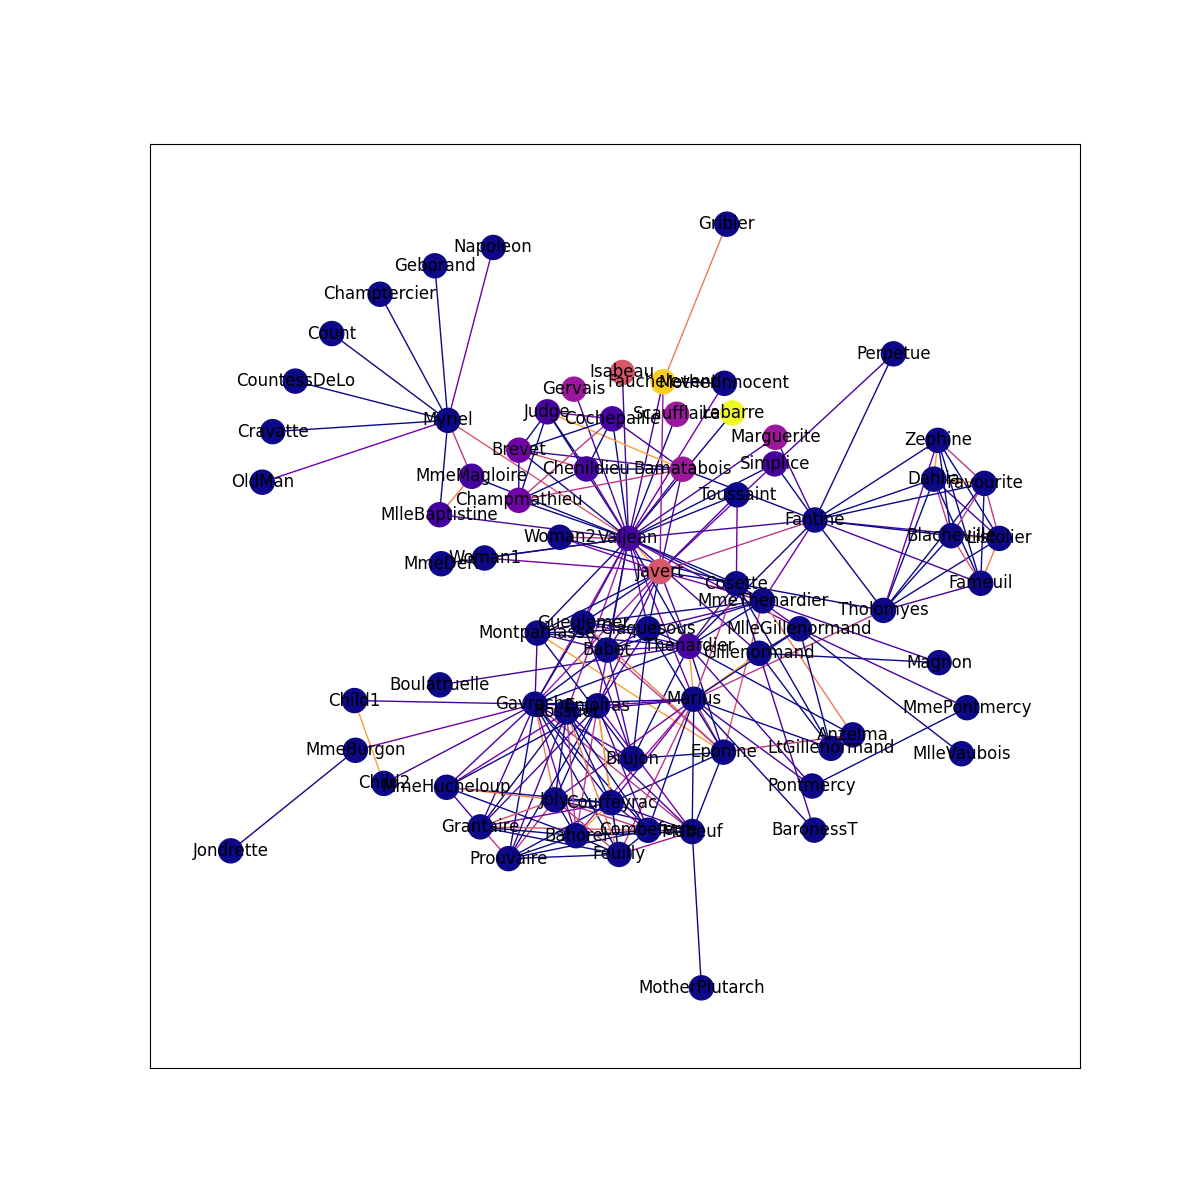 Gribier
Napoleon
Geborand
Champtercier
Count
Perpetue
Isabeau
CountessDeLo
Fauchelevent
MotherInnocent
Gervais
Judge
Scaufflaire
Labarre
Cochepaille
Myriel
Cravatte
Marguerite
Zephine
Brevet
Simplice
Chenildieu
Bamatabois
MmeMagloire
Dahlia
OldMan
Favourite
Toussaint
Champmathieu
MlleBaptistine
Fantine
Woman2
Valjean
Blacheville
Listolier
Woman1
MmeDeR
Javert
Cosette
Fameuil
MmeThenardier
Tholomyes
Gueulemer
Claquesous
MlleGillenormand
Montparnasse
Thenardier
Babet
Gillenormand
Magnon
Boulatruelle
Child1
Marius
Gavroche
Enjolras
Bossuet
MmePontmercy
Anzelma
LtGillenormand
MmeBurgon
Eponine
MlleVaubois
Brujon
Child2
MmeHucheloup
Pontmercy
Joly
Courfeyrac
Grantaire
Combeferre
Mabeuf
BaronessT
Bahorel
Jondrette
Feuilly
Prouvaire
MotherPlutarch